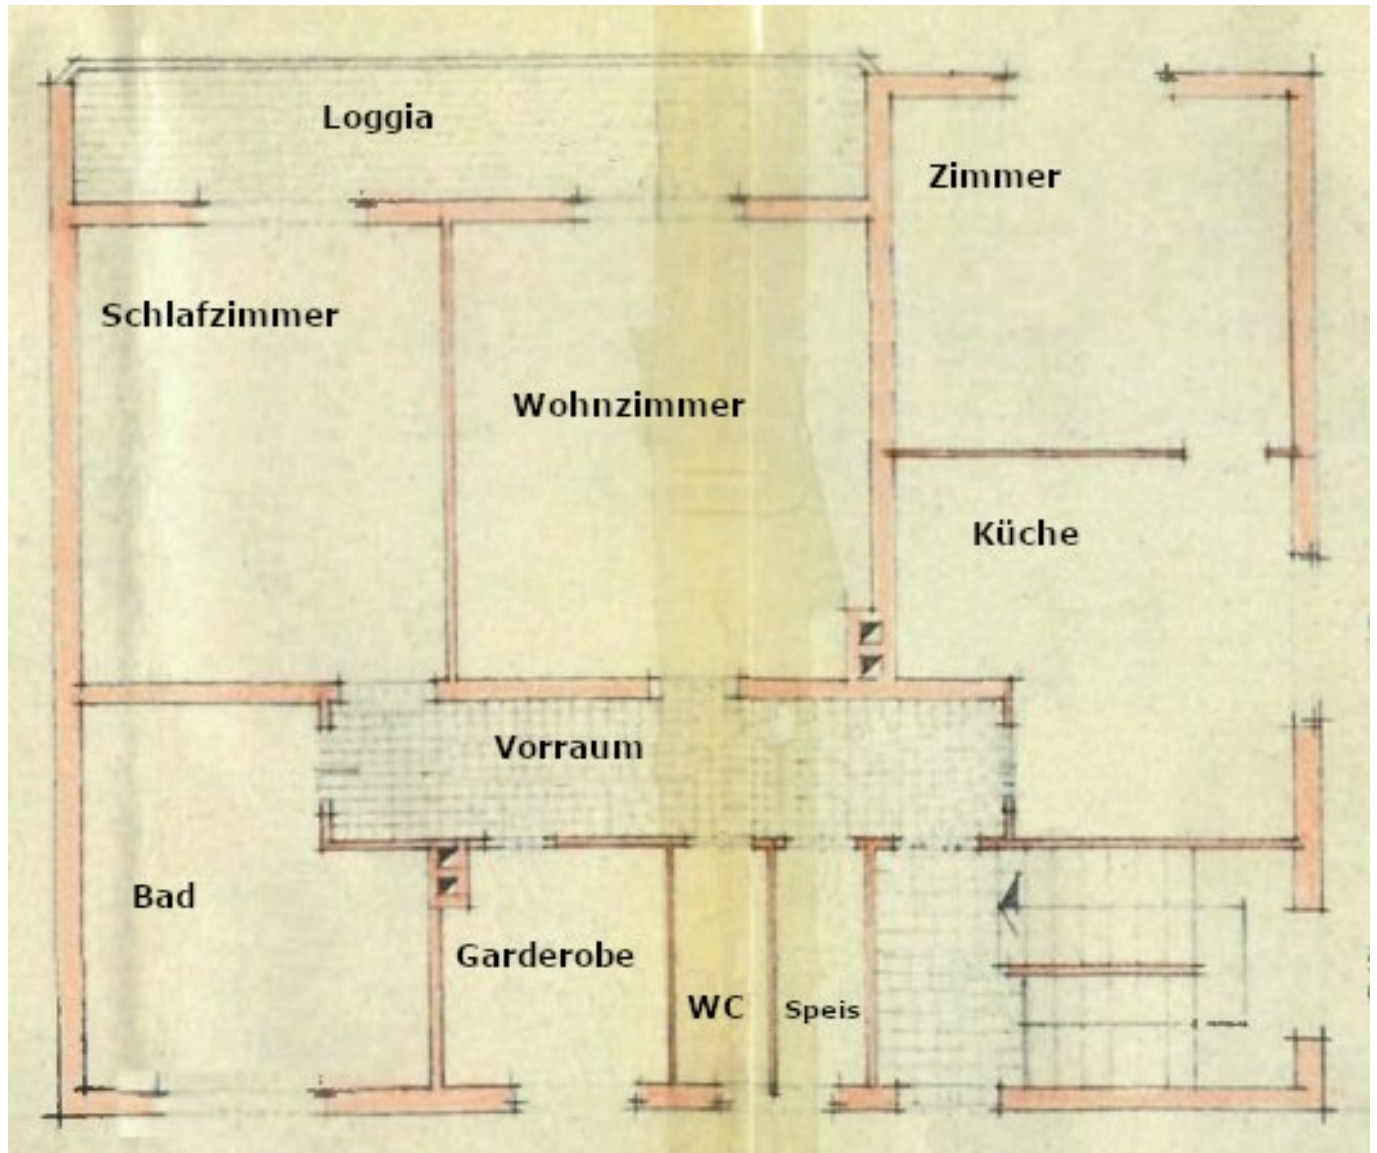 Loggia
Zimmer
Schlafzimmer
Wohnzimmer
Küche
Vorraum
Bad
Garderobe
WC
Speis